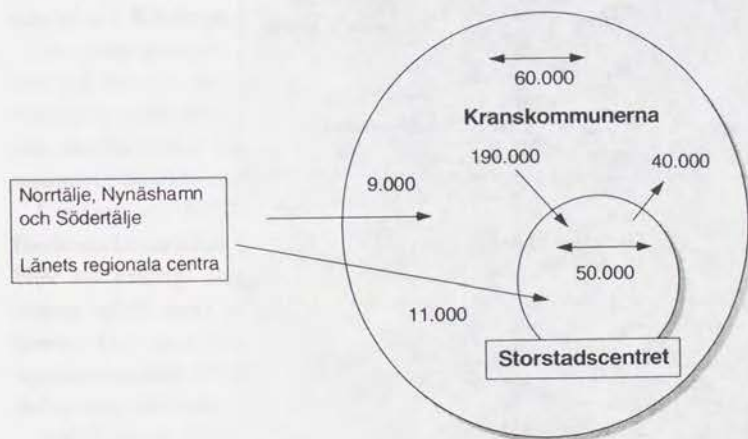 60.000
Kranskommunerna
190.000
40.000
9.000
Norrtälje, Nynäshamn
och Södertälje
Länets regionala centra
50.000
11.000
Storstadscentret